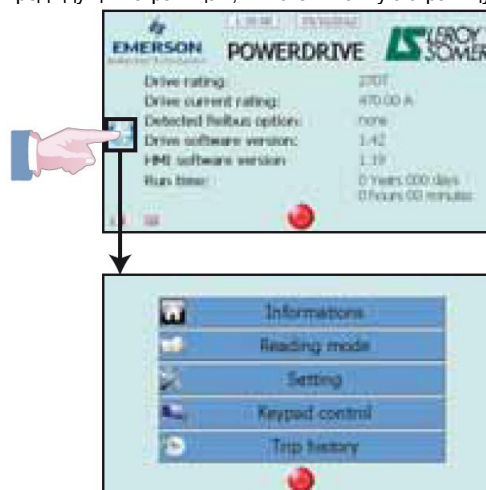 EMERSON
POWERDRIVE
LEROY
SOMER
Drive rating: 270T
Drive current rating: 470.00 A
Detected fielbus option: none
Drive software version: 1.42
HMI software version 1.19
Run time: 0 Years 000 days
0 hours 00 minutes
Informations
Reading mode
Setting
Keypad control
Trip history